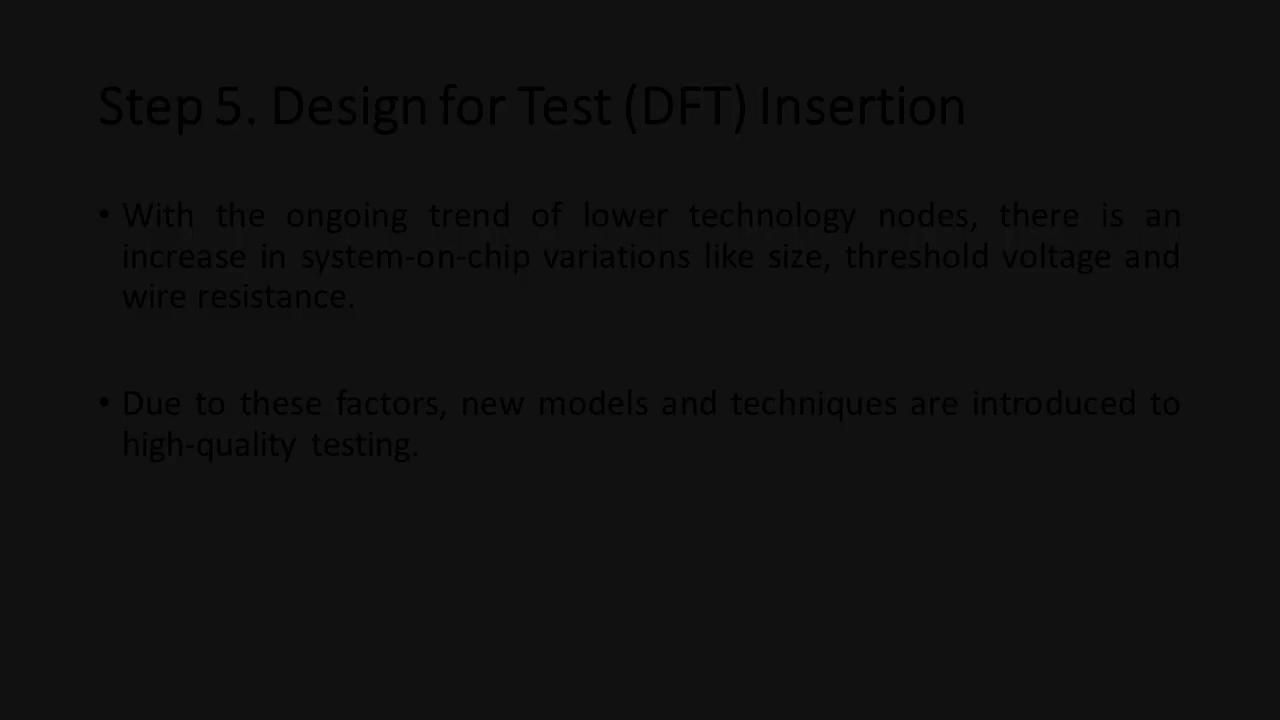 Step 5. Design for Test (DFT) Insertion
• With the ongoing trend of lower technology nodes, there is an
increase in system-on-chip variations like size, threshold voltage and
wire resistance.
• Due to these factors, new models and techniques are introduced to
high-quality testing.